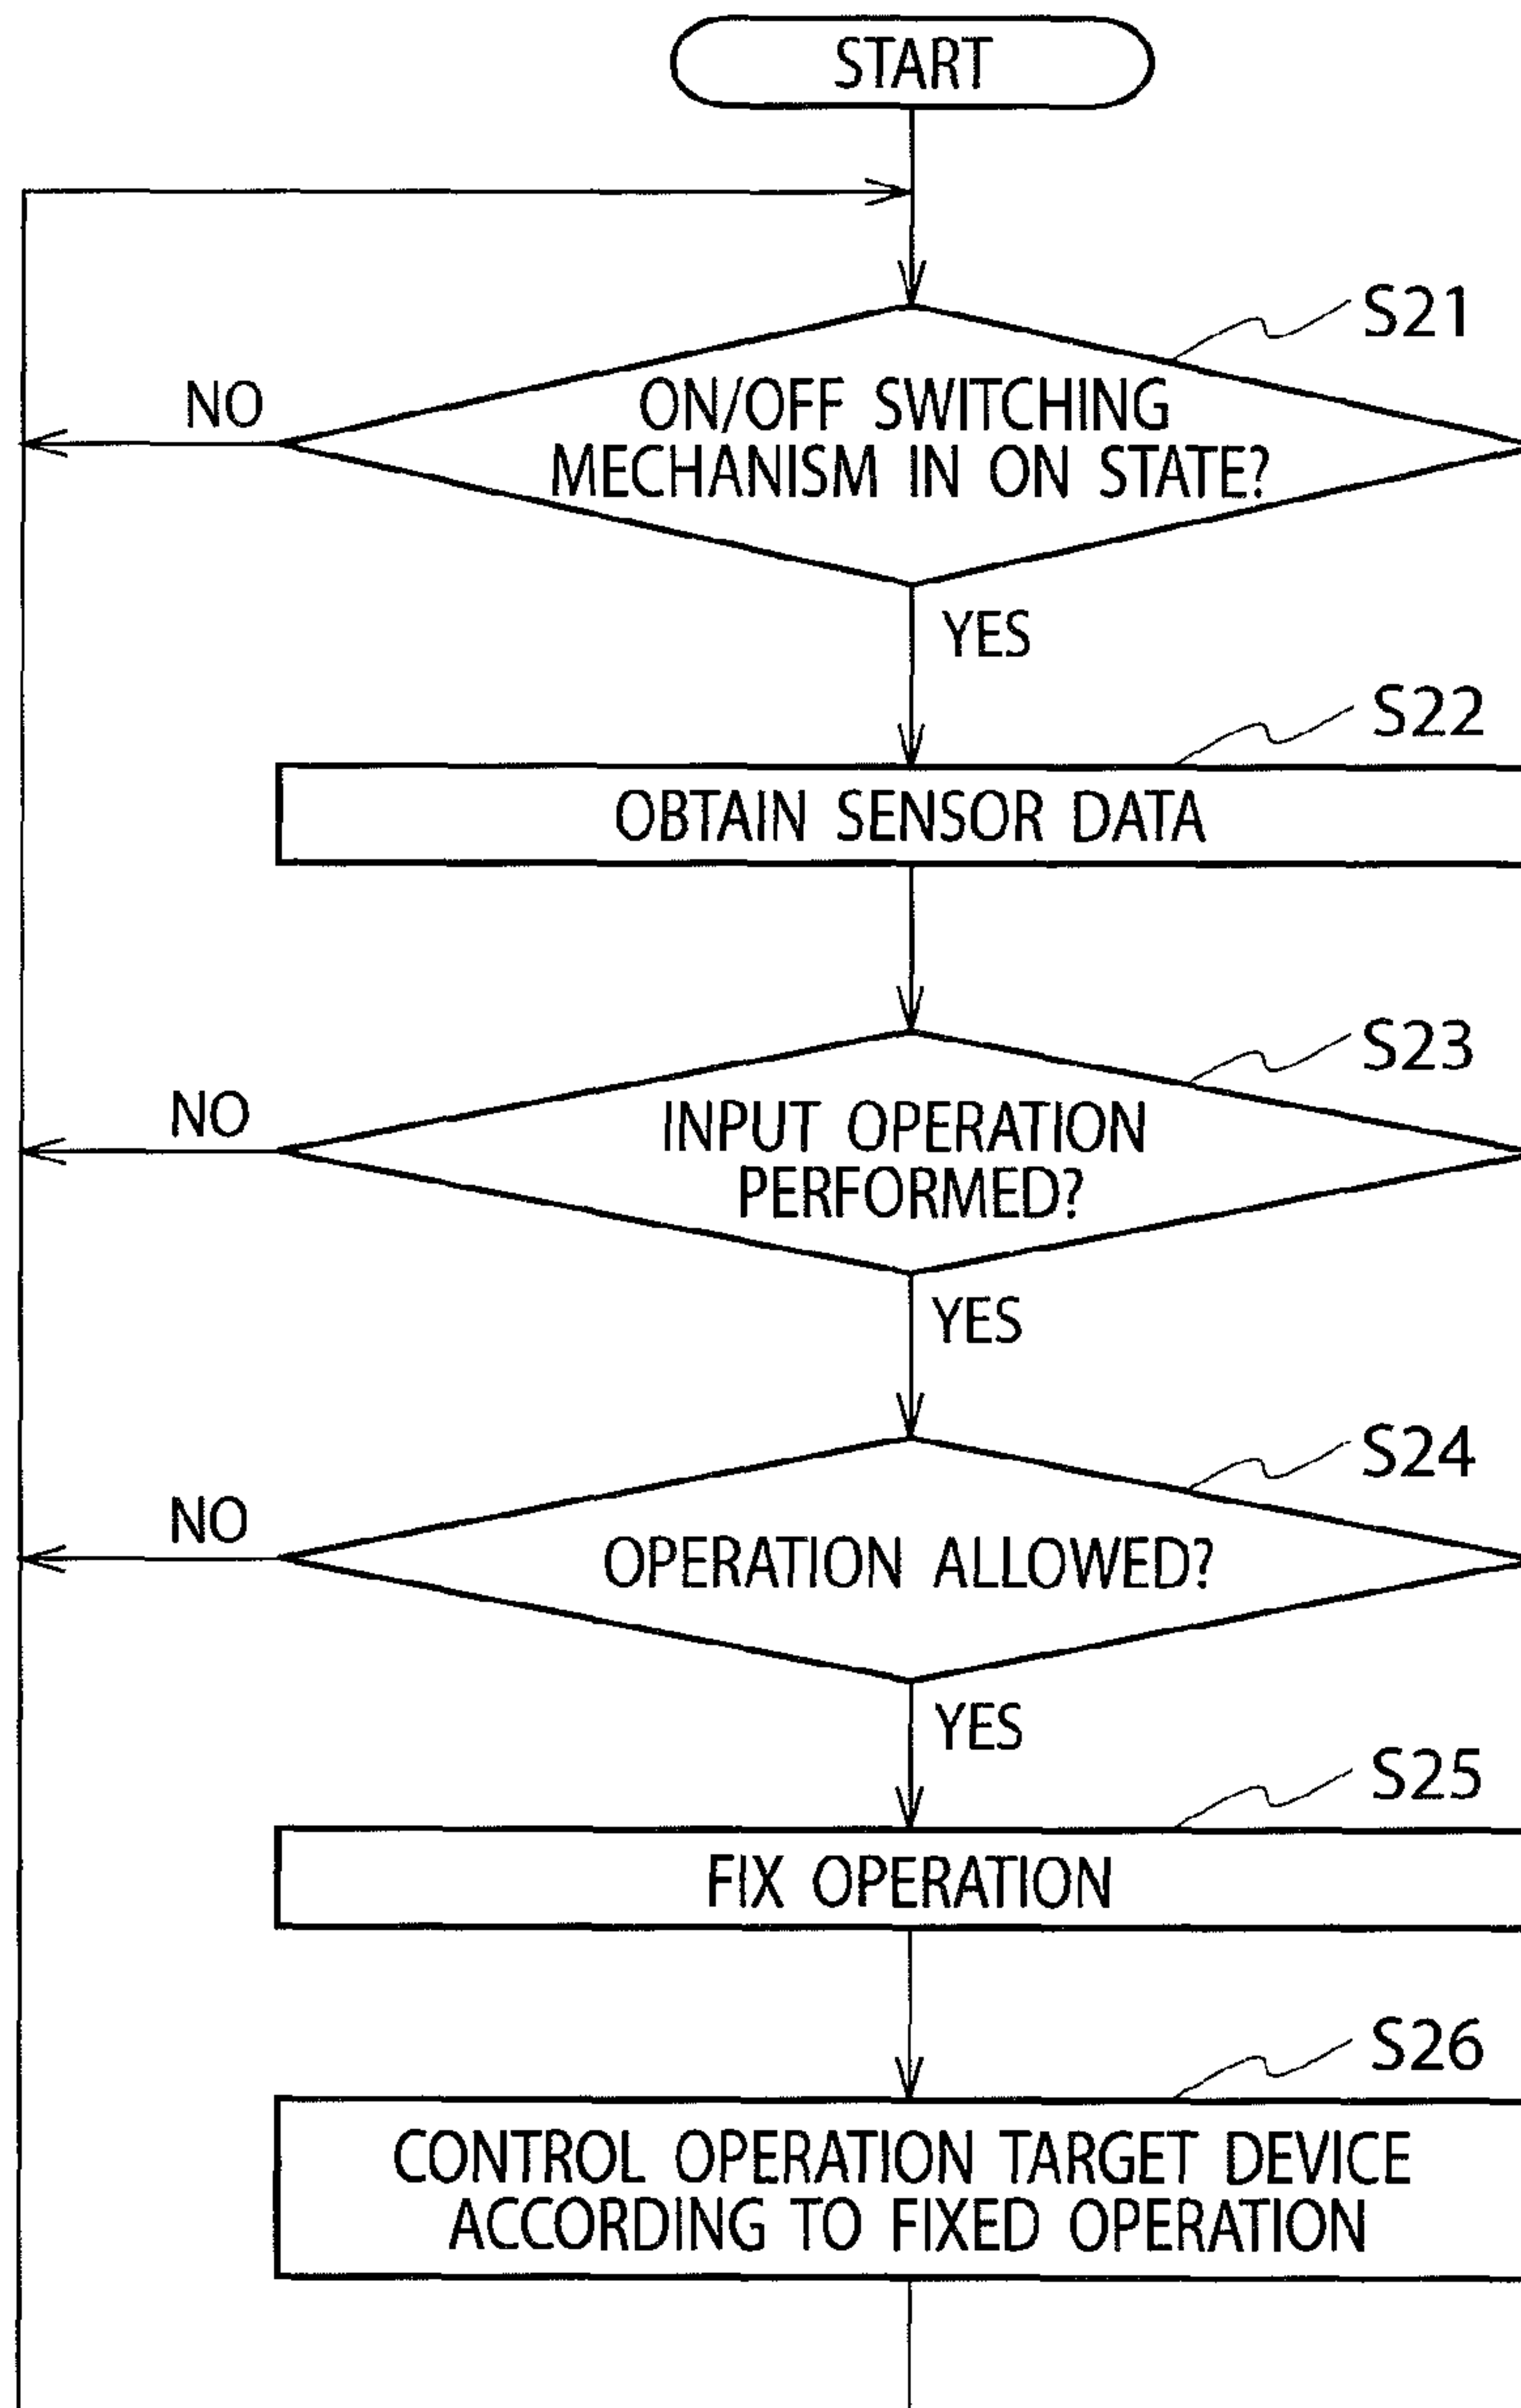 START
S21
ON/OFF SWITCHING
MECHANISM IN ON STATE?
NO
YES
S22
OBTAIN SENSOR DATA
S23
INPUT OPERATION
PERFORMED?
NO
YES
S24
OPERATION ALLOWED?
NO
YES
S25
FIX OPERATION
S26
CONTROL OPERATION TARGET DEVICE
ACCORDING TO FIXED OPERATION